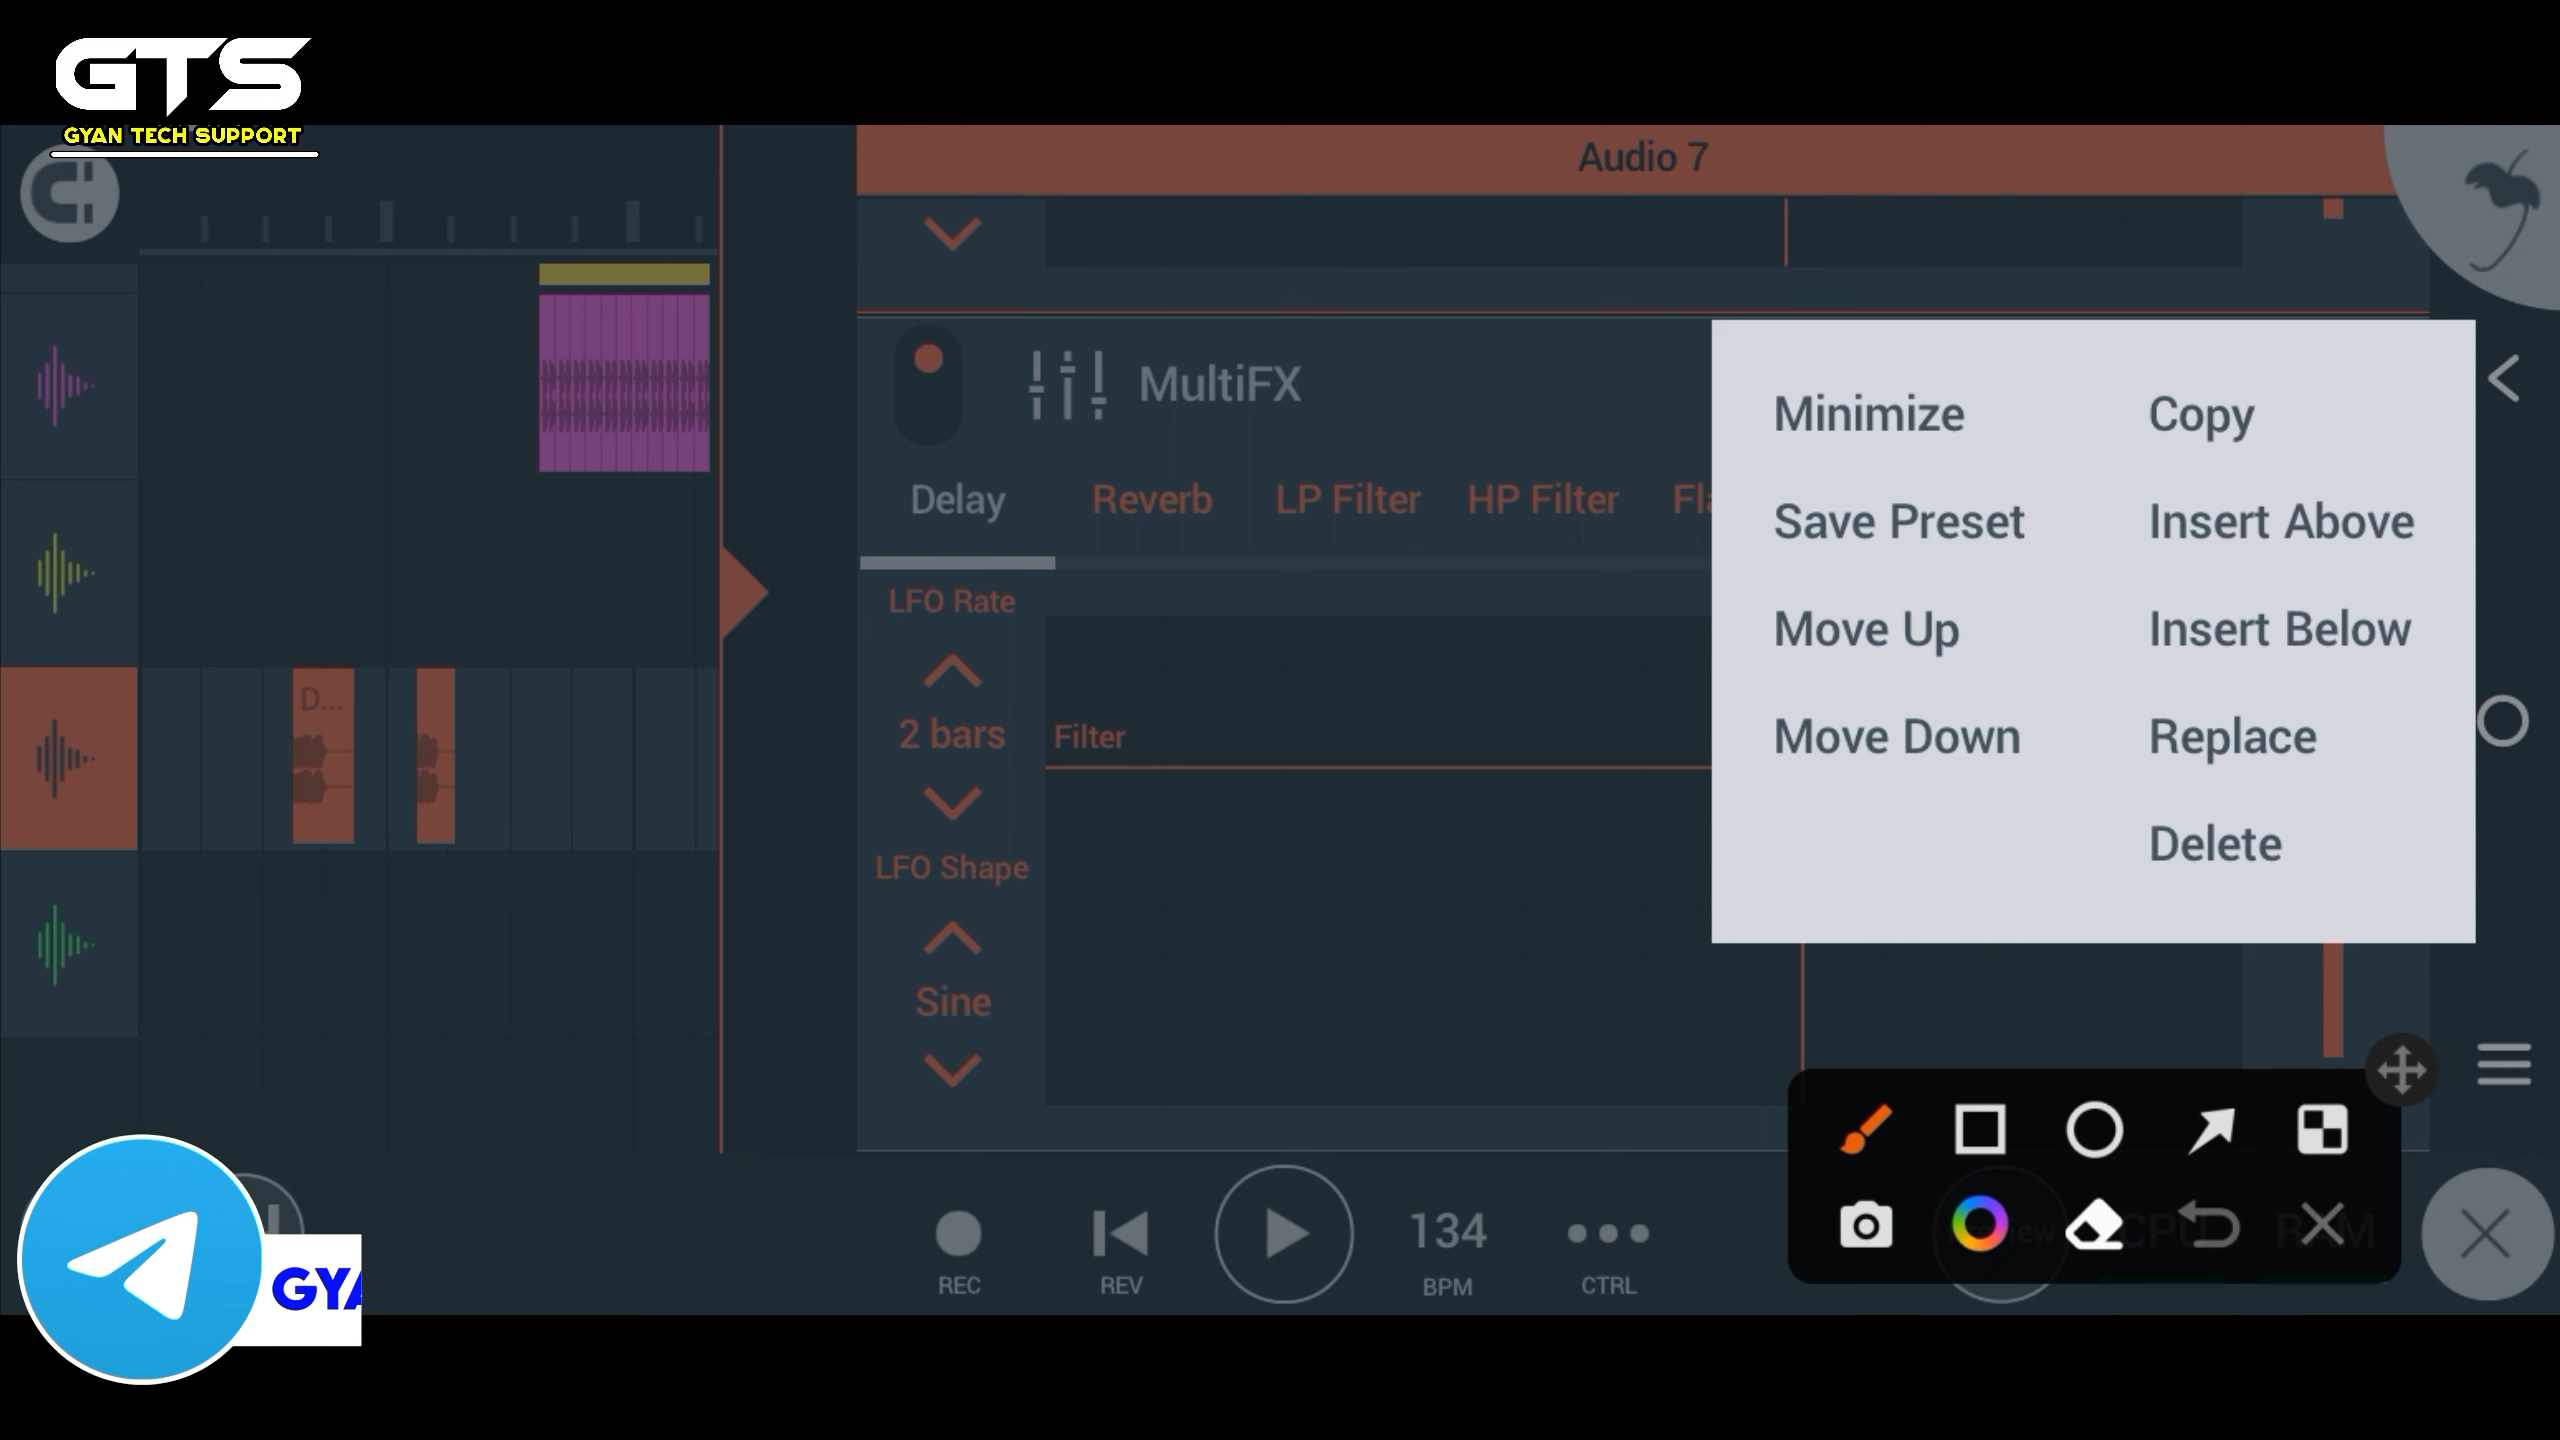 GTS
GYAN TECH SUPPORT
Audio 7
MultiFX
Delay Reverb LP Filter HP Filter
LFO Rate
2 bars
Filter
LFO Shape
Sine
D...
Minimize Copy
Save Preset Insert Above
Move Up Insert Below
Move Down Replace
Delete
134
REC REV BPM CTRL
CPU RAM